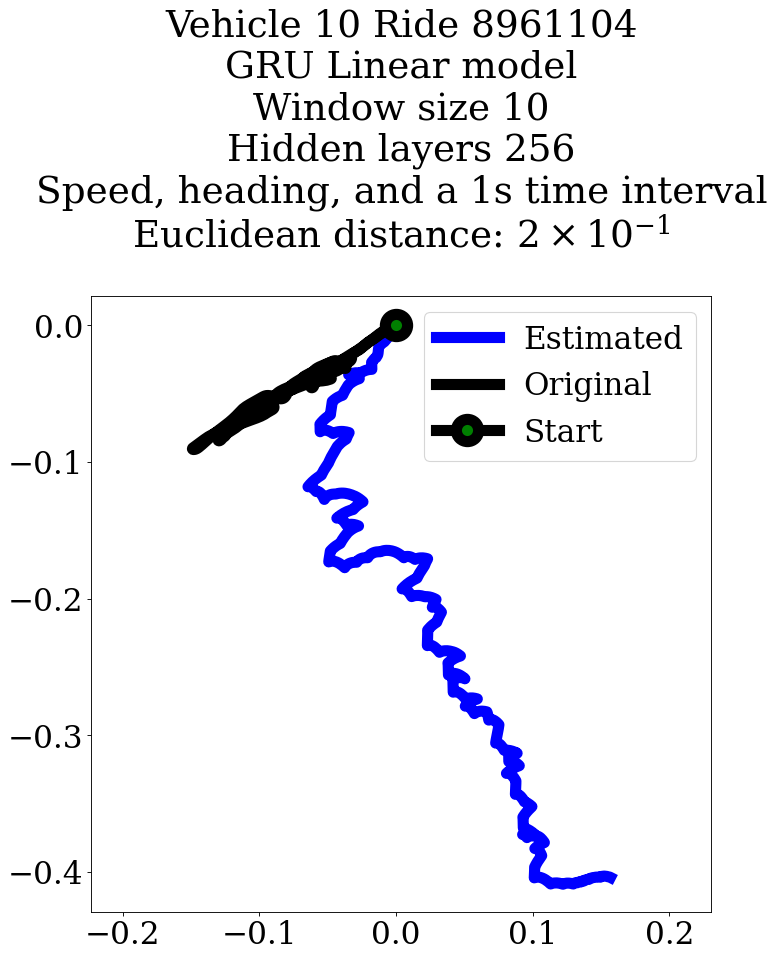 Vehicle 10 Ride 8961104
GRU Linear model
Window size 10
Hidden layers 256
Speed, heading, and a 1s time interval
Euclidean distance: 2 × 10⁻¹
Estimated
Original
Start
0.0
−0.1
−0.2
−0.3
−0.4
−0.2
−0.1
0.0
0.1
0.2